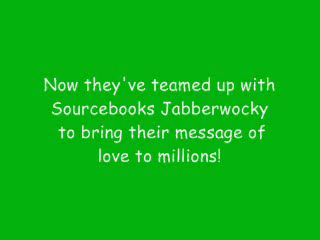 Now they've teamed up with
Sourcebooks Jabberwocky
to bring their message of
love to millions!